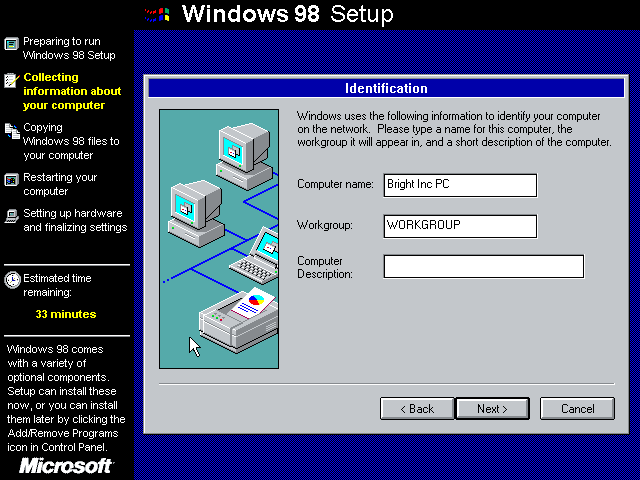 Windows 98 Setup
Preparing to run
Windows 98 Setup
Collecting
information about
your computer
Copying
Windows 98 files to
your computer
Restarting your
computer
Setting up hardware
and finalizing settings
Estimated time
remaining:
33 minutes
Windows 98 comes
with a variety of
optional components.
Setup can install these
now, or you can install
them later by clicking the
Add/Remove Programs
icon in Control Panel.
Microsoft
Identification
Windows uses the following information to identify your computer
on the network.  Please type a name for this computer, the
workgroup it will appear in, and a short description of the computer.
Computer name: Bright Inc PC
Workgroup: WORKGROUP
Computer
Description:
< Back Next > Cancel